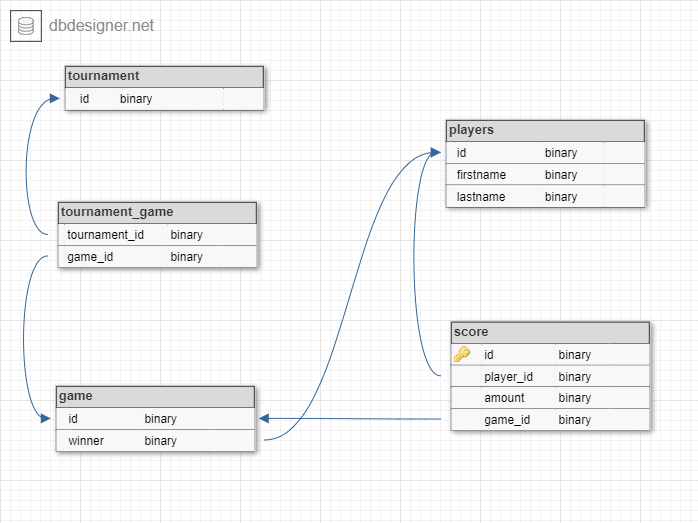 dbdesigner.net
tournament
id binary
players
id binary
firstname binary
lastname binary
tournament_game
tournament_id binary
game_id binary
score
id binary
player_id binary
amount binary
game_id binary
game
id binary
winner binary